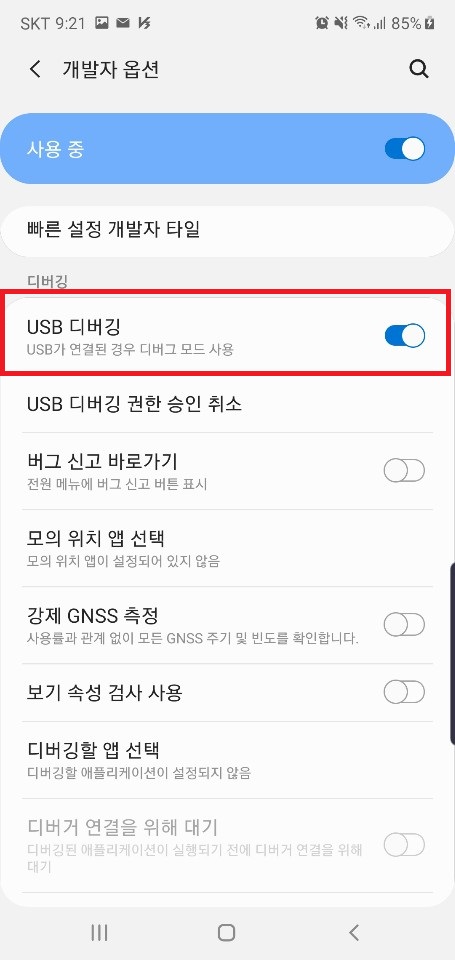 SKT 9:21 85%
개발자 옵션
사용 중
빠른 설정 개발자 타일
디버깅
USB 디버깅
USB가 연결된 경우 디버그 모드 사용
USB 디버깅 권한 승인 취소
버그 신고 바로가기
전원 메뉴에 버그 신고 버튼 표시
모의 위치 앱 선택
모의 위치 앱이 설정되어 있지 않음
강제 GNSS 측정
사용률과 관계 없이 모든 GNSS 주기 및 빈도를 확인합니다.
보기 속성 검사 사용
디버깅할 앱 선택
디버깅할 애플리케이션이 설정되지 않음
디버거 연결을 위해 대기
디버깅된 애플리케이션이 실행되기 전에 디버거 연결을 위해
대기